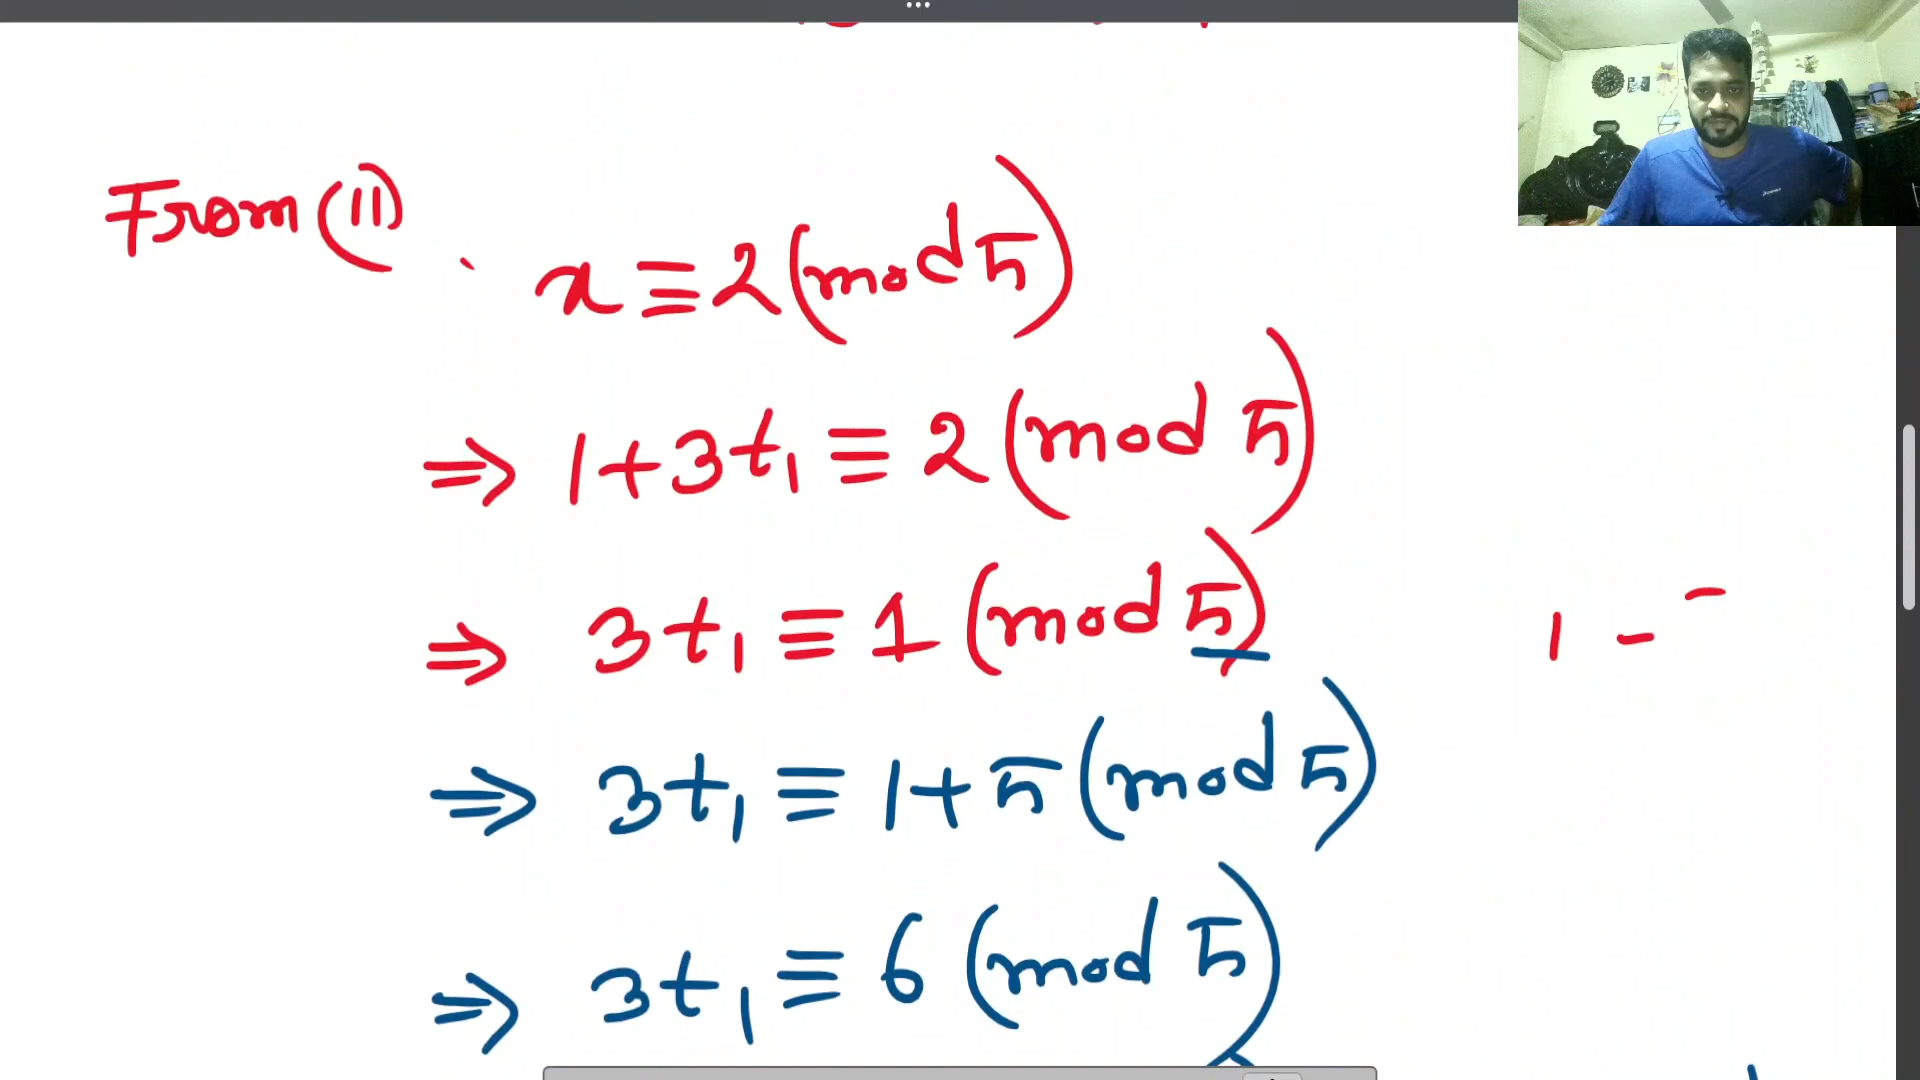 From (II)
x ≡ 2 (mod 5)
⇒ 1 + 3t₁ ≡ 2 (mod 5)
⇒ 3t₁ ≡ 1 (mod 5)
1 -
⇒ 3t₁ ≡ 1 + 5 (mod 5)
⇒ 3t₁ ≡ 6 (mod 5)